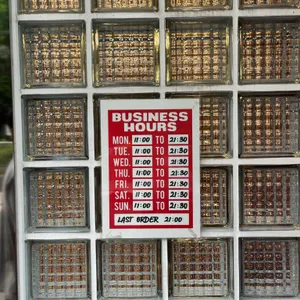 BUSINESS
HOURS
MON. 11:00 TO 21:30
TUE. 11:00 TO 21:30
WED. 11:00 TO 21:30
THU. 11:00 TO 21:30
FRI. 11:00 TO 21:30
SAT. 11:00 TO 21:30
SUN. 11:00 TO 21:30
LAST ORDER 21:00